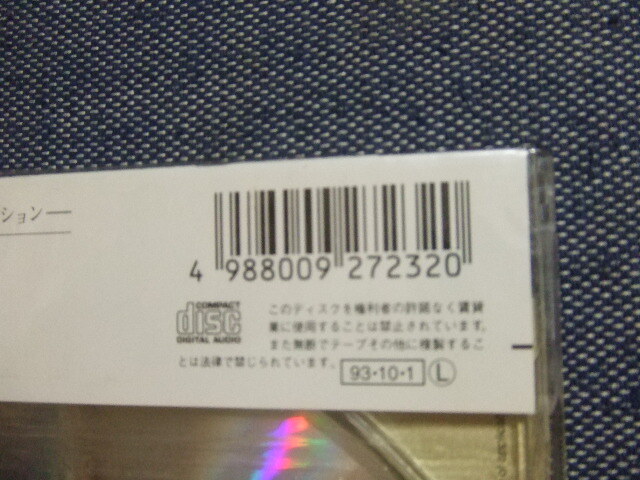 ション
4 988009 272320
COMPACT
disc
DIGITAL AUDIO
このディスクを権利者の許諾なく賃貸
業に使用することは禁止されています。
また無断でテープその他に複製するこ
とは法律で禁じられています。
93・10・1 Ⓛ